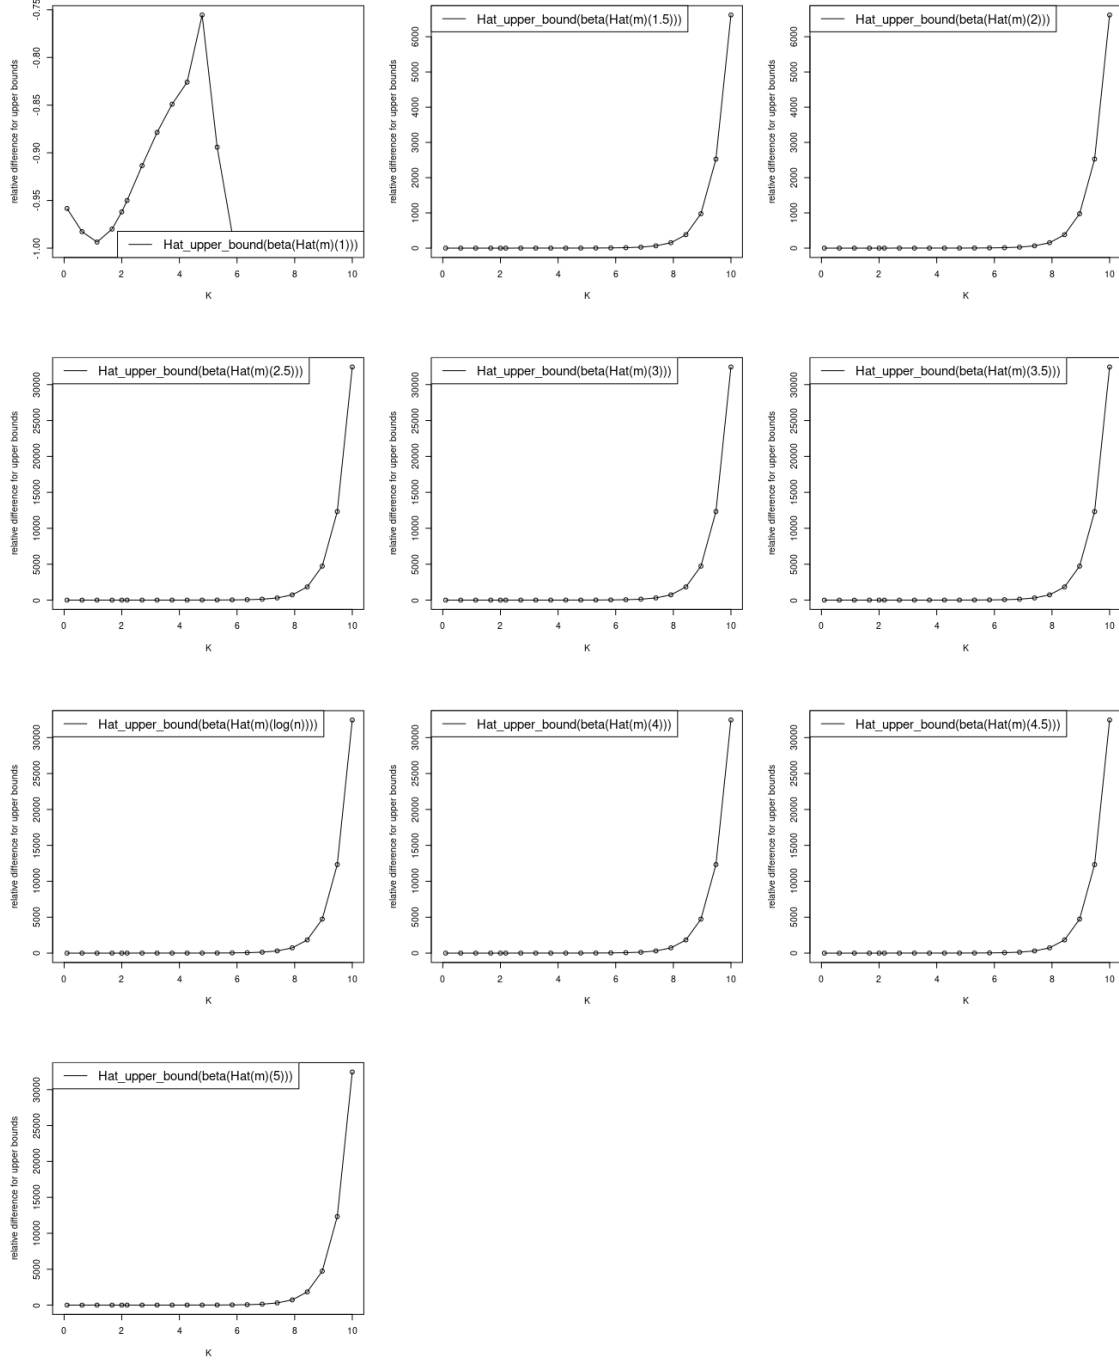 relative difference for upper bounds
-1.00 -0.95 -0.90 -0.85 -0.80 -0.75
Hat_upper_bound(beta(Hat(m)(1)))
0 2 4 6 8 10
K
relative difference for upper bounds
0 1000 2000 3000 4000 5000 6000
Hat_upper_bound(beta(Hat(m)(1.5)))
0 2 4 6 8 10
K
relative difference for upper bounds
0 1000 2000 3000 4000 5000 6000
Hat_upper_bound(beta(Hat(m)(2)))
0 2 4 6 8 10
K
relative difference for upper bounds
0 5000 10000 15000 20000 25000 30000
Hat_upper_bound(beta(Hat(m)(2.5)))
0 2 4 6 8 10
K
relative difference for upper bounds
0 5000 10000 15000 20000 25000 30000
Hat_upper_bound(beta(Hat(m)(3)))
0 2 4 6 8 10
K
relative difference for upper bounds
0 5000 10000 15000 20000 25000 30000
Hat_upper_bound(beta(Hat(m)(3.5)))
0 2 4 6 8 10
K
relative difference for upper bounds
0 5000 10000 15000 20000 25000 30000
Hat_upper_bound(beta(Hat(m)(log(n))))
0 2 4 6 8 10
K
relative difference for upper bounds
0 5000 10000 15000 20000 25000 30000
Hat_upper_bound(beta(Hat(m)(4)))
0 2 4 6 8 10
K
relative difference for upper bounds
0 5000 10000 15000 20000 25000 30000
Hat_upper_bound(beta(Hat(m)(4.5)))
0 2 4 6 8 10
K
relative difference for upper bounds
0 5000 10000 15000 20000 25000 30000
Hat_upper_bound(beta(Hat(m)(5)))
0 2 4 6 8 10
K